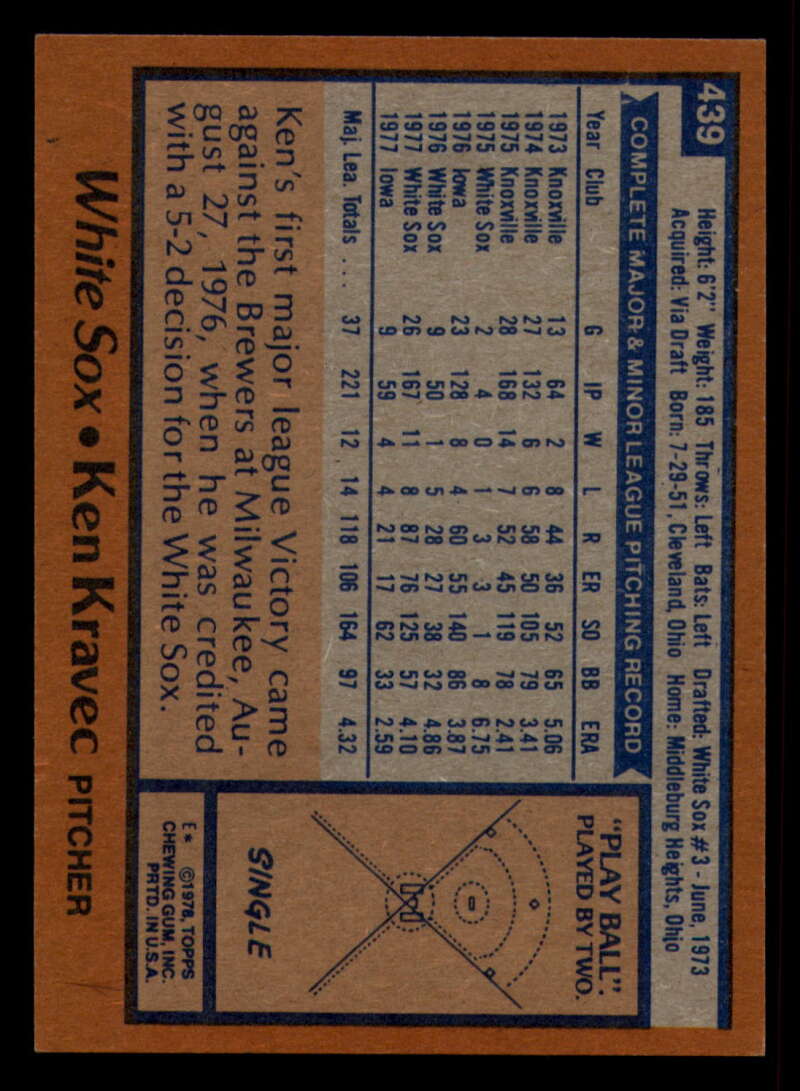 439
Height: 6'2" Weight: 185 Throws: Left Bats: Left Drafted: White Sox #3 - June, 1973
Acquired: Via Draft Born: 7-29-51, Cleveland, Ohio Home: Middleburg Heights, Ohio
COMPLETE MAJOR & MINOR LEAGUE PITCHING RECORD
Year Club G IP W L R ER SO BB ERA
1973 Knoxville 13 64 2 8 44 36 52 65 5.06
1974 Knoxville 27 132 6 6 58 50 105 79 3.41
1975 Knoxville 28 168 14 7 52 45 119 78 2.41
1975 White Sox 2 4 0 1 3 3 1 8 6.75
1976 Iowa 23 128 8 4 60 55 140 86 3.87
1976 White Sox 9 50 1 5 28 27 38 32 4.86
1977 White Sox 26 167 11 8 87 76 125 57 4.10
1977 Iowa 9 59 4 4 21 17 62 33 2.59
Maj. Lea. Totals ... 37 221 12 14 118 106 164 97 4.32
Ken's first major league Victory came
against the Brewers at Milwaukee, Au-
gust 27, 1976, when he was credited
with a 5-2 decision for the White Sox.
"PLAY BALL":
PLAYED BY TWO.
SINGLE
E* ©1978, TOPPS
CHEWING GUM, INC.
PRTD. IN U.S.A.
White Sox • Ken Kravec PITCHER